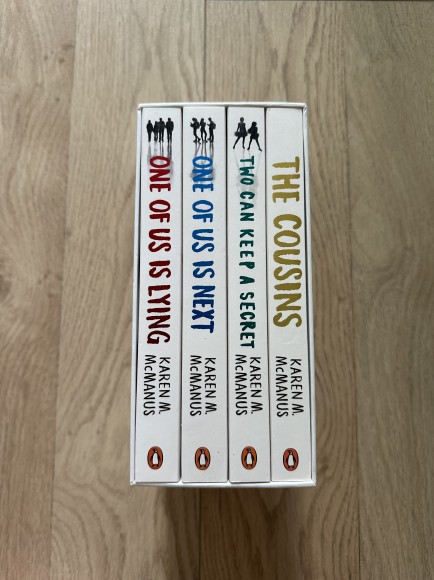 ONE OF US IS LYING
KAREN M.
McMANUS
ONE OF US IS NEXT
KAREN M.
McMANUS
TWO CAN KEEP A SECRET
KAREN M.
McMANUS
THE COUSINS
KAREN M.
McMANUS